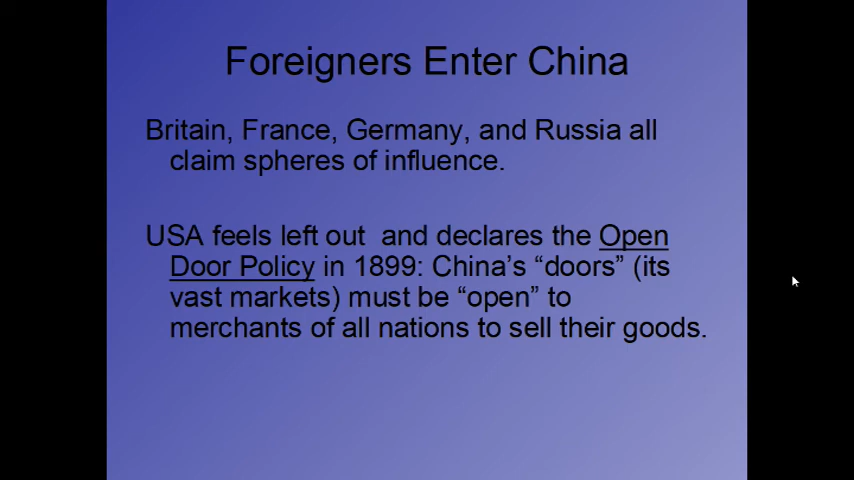 Foreigners Enter China
Britain, France, Germany, and Russia all
claim spheres of influence.
USA feels left out  and declares the Open
Door Policy in 1899: China’s “doors” (its
vast markets) must be “open” to
merchants of all nations to sell their goods.